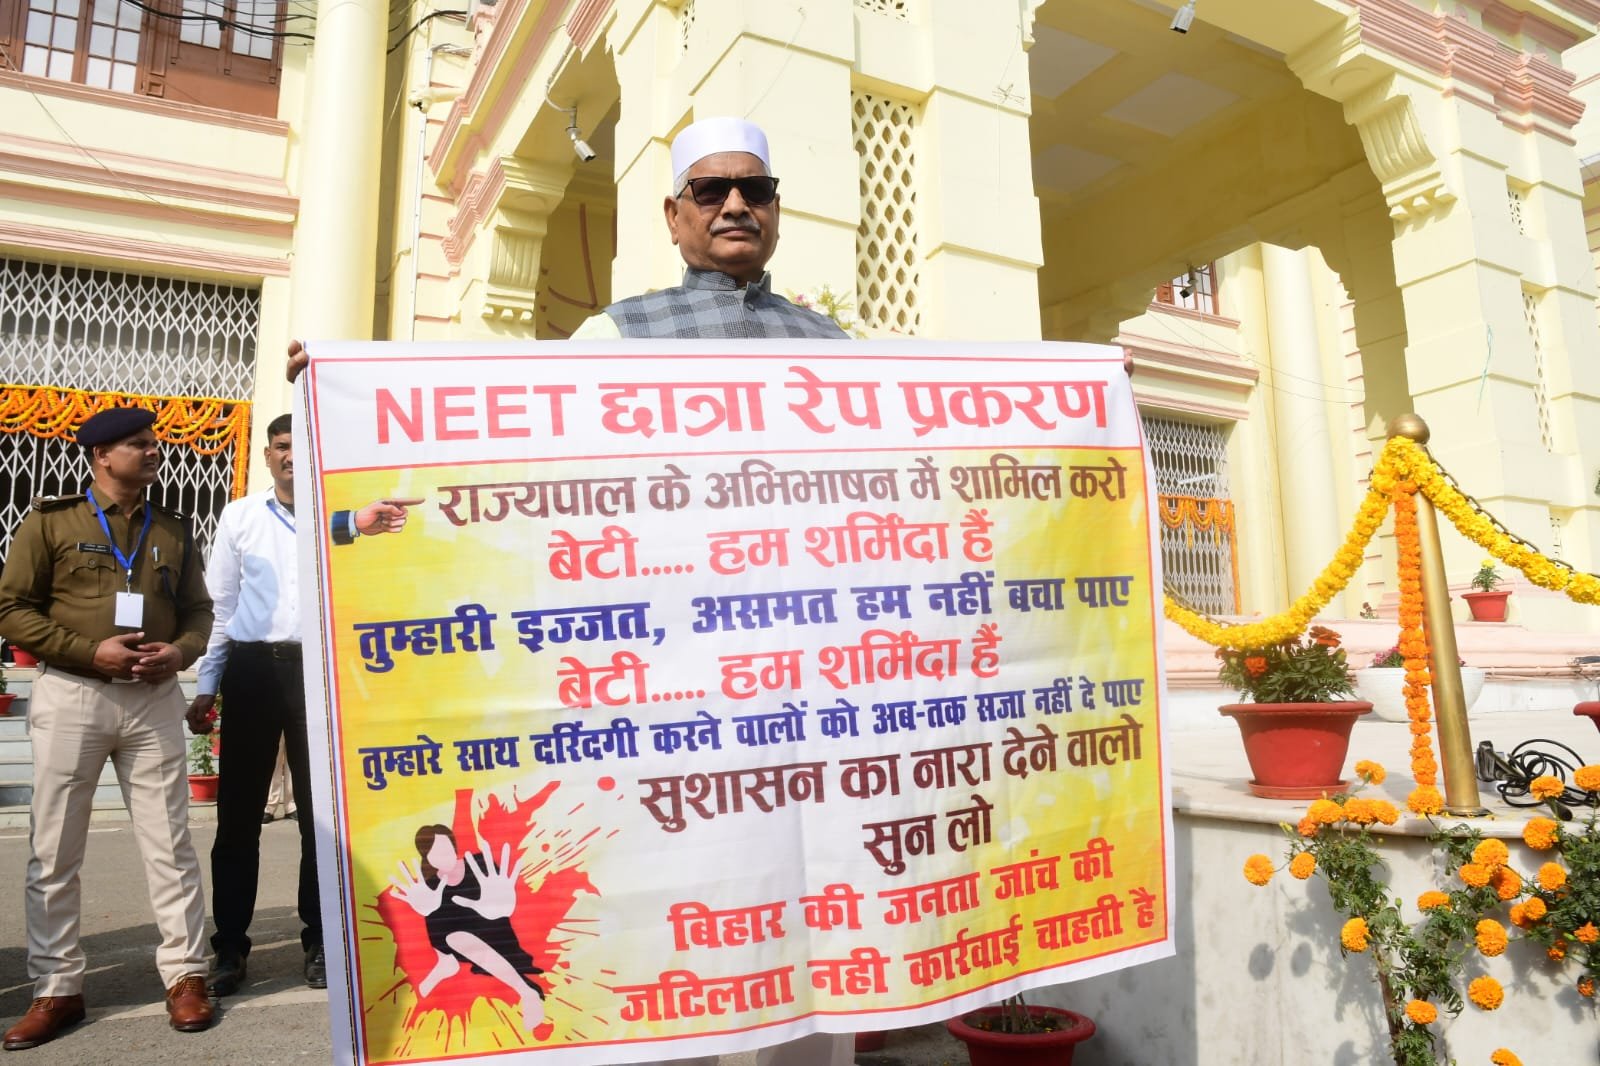 NEET छात्रा रेप प्रकरण
राज्यपाल के अभिभाषन में शामिल करो
बेटी..... हम शर्मिंदा हैं
तुम्हारी इज्जत, असमत हम नहीं बचा पाए
बेटी..... हम शर्मिंदा हैं
तुम्हारे साथ दरिंदगी करने वालों को अब-तक सजा नहीं दे पाए
सुशासन का नारा देने वालो
सुन लो
बिहार की जनता जांच की
जटिलता नही कार्रवाई चाहती है